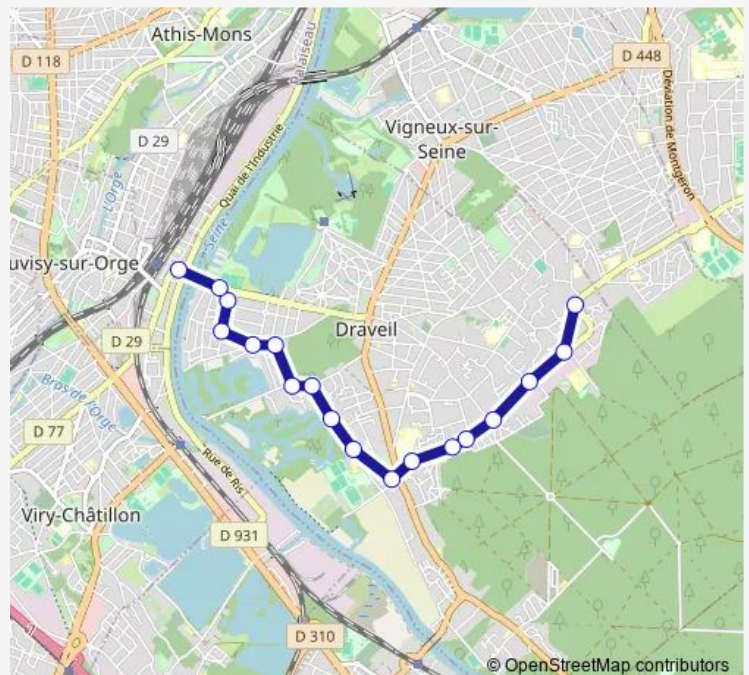 Athis-Mons
D 118
Palaiseau
D 448
Déviation de Montgeron
D 29
Vigneux-sur-
Seine
L'Orge
Quai de l'Industrie
Seine
uvisy-sur-Orge
D 29
Draveil
Bras de l'Orge
D 77
Rue de Ris
Viry-Châtillon
D 931
D 310
© OpenStreetMap contributors